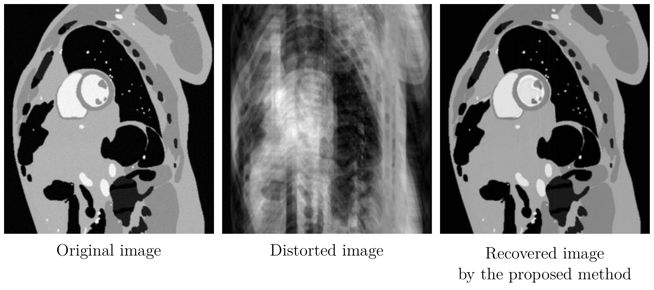 Original image
Distorted image
Recovered image
by the proposed method